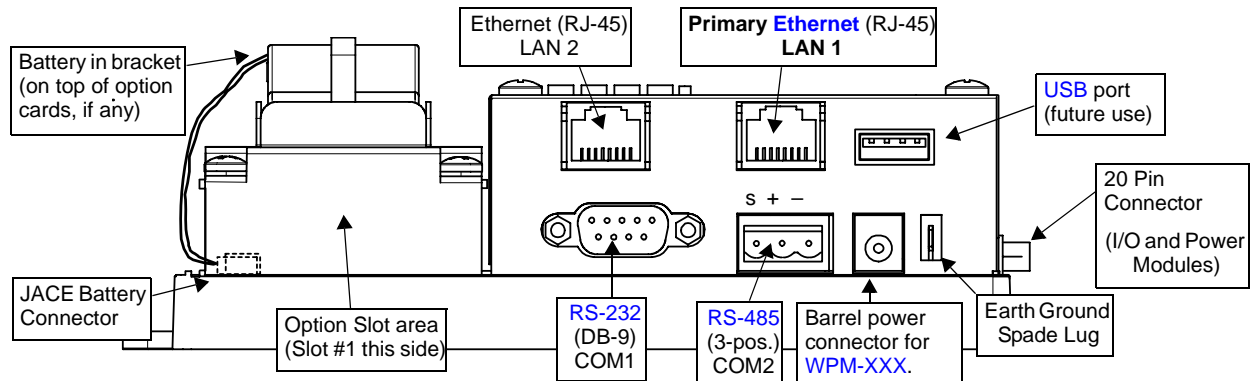 Ethernet (RJ-45)
LAN 2
Primary Ethernet (RJ-45)
LAN 1
Battery in bracket
(on top of option
cards, if any)
USB port
(future use)
20 Pin
Connector
(I/O and Power
Modules)
S + –
JACE Battery
Connector
Option Slot area
(Slot #1 this side)
RS-232
(DB-9)
COM1
RS-485
(3-pos.)
COM2
Barrel power
connector for
WPM-XXX.
Earth Ground
Spade Lug